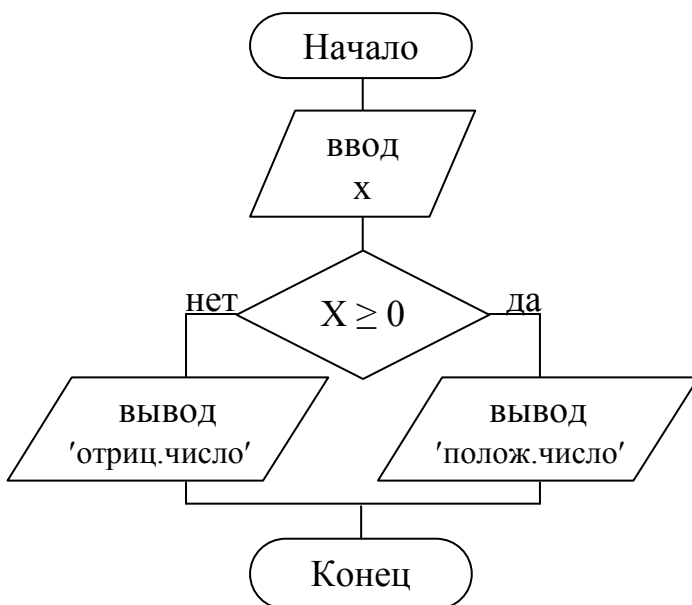 Начало
ввод
x
X ≥ 0
нет
да
вывод
′отриц.число′
вывод
′полож.число′
Конец